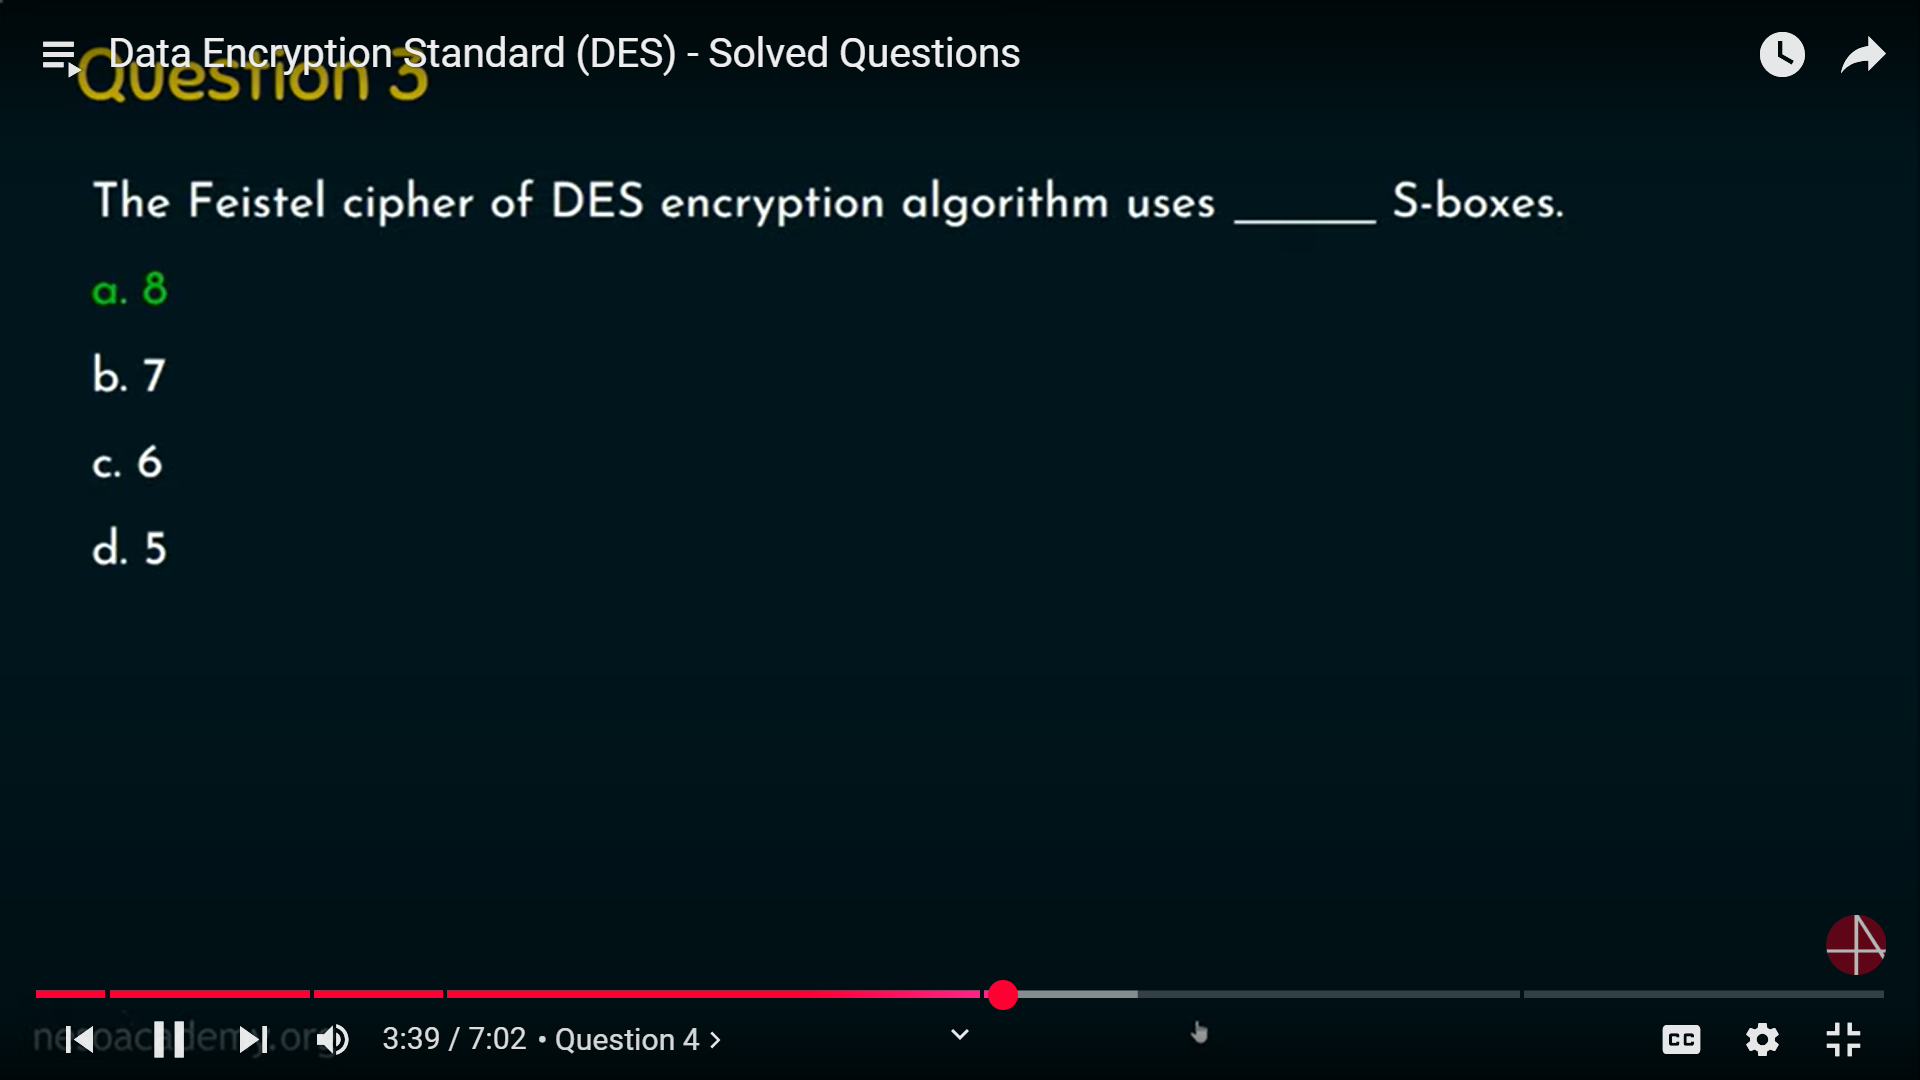 Data Encryption Standard (DES) - Solved Questions
Question 3
The Feistel cipher of DES encryption algorithm uses ______ S-boxes.
a. 8
b. 7
c. 6
d. 5
nesoacademy.org
3:39 / 7:02 • Question 4 >
CC